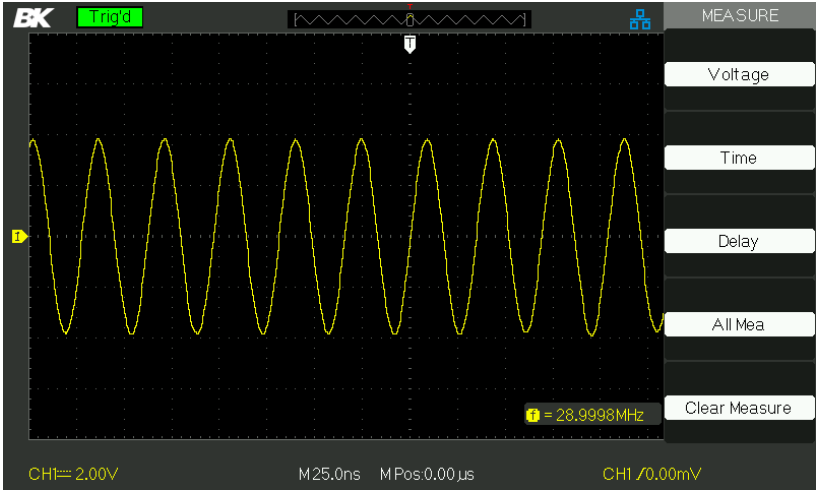 BK Trig'd T MEASURE
T
Voltage
Time
1
Delay
All Mea
f = 28.9998MHz
Clear Measure
CH1 2.00V M25.0ns M Pos:0.00µs CH1 0.00mV